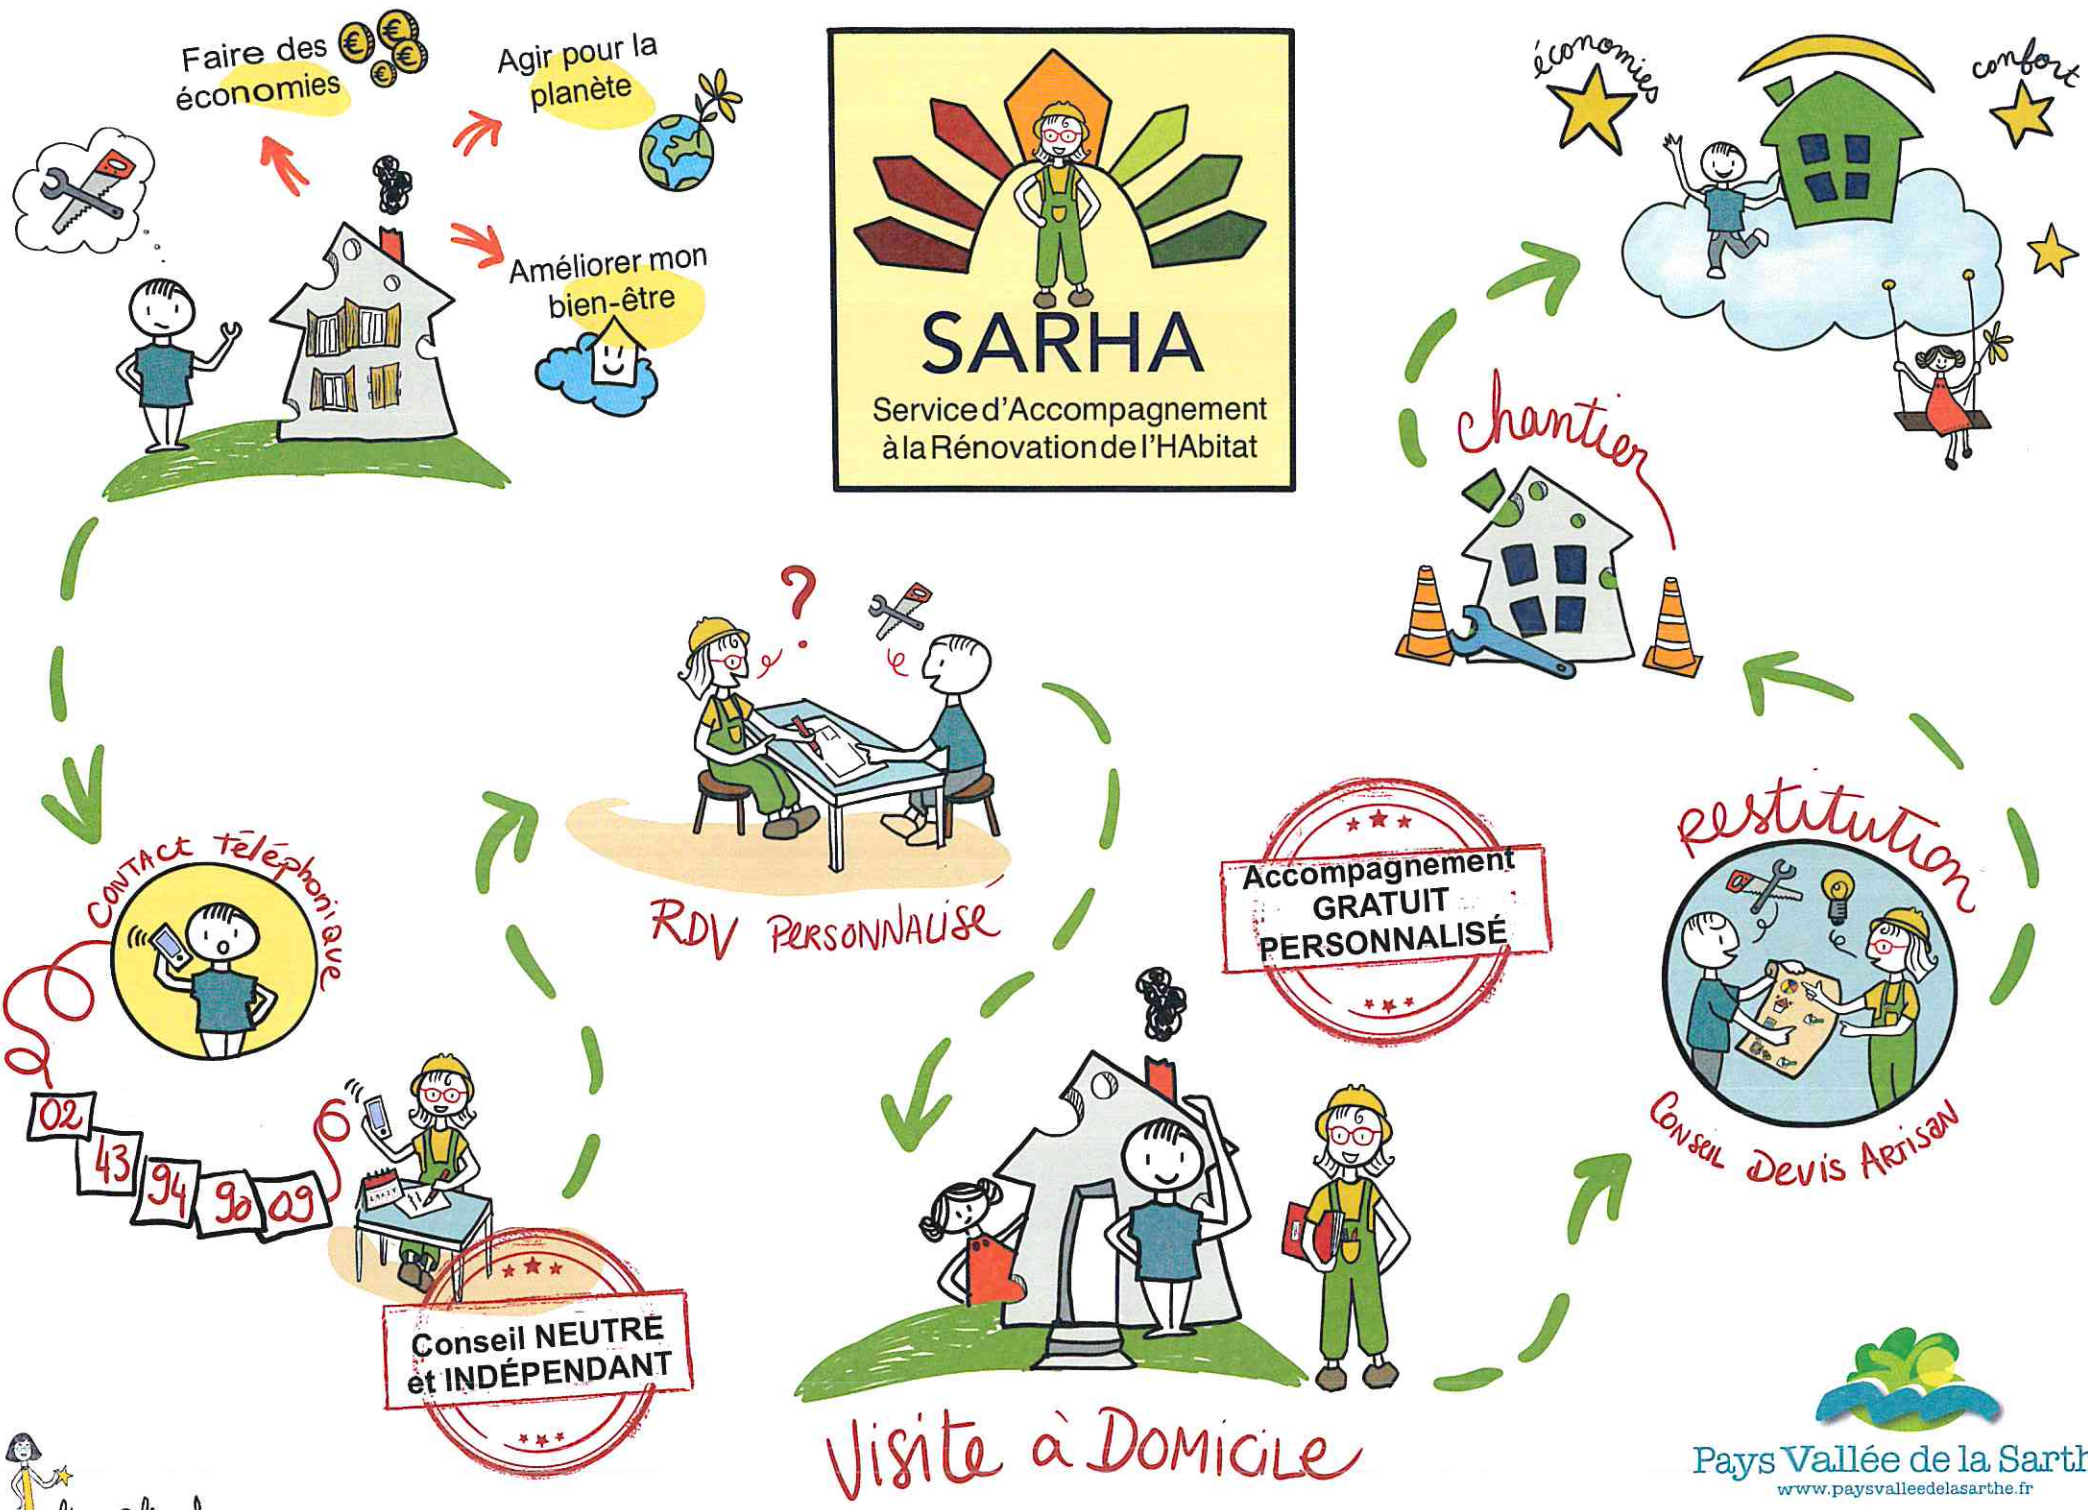 Faire des
économies
Agir pour la
planète
Améliorer mon
bien-être
SARHA
Service d'Accompagnement
à la Rénovation de l'HAbitat
économies
confort
chantier
CONTACT Téléphonique
02
43
94
90
09
Conseil NEUTRE
et INDÉPENDANT
?
RDV PERSONNALISE
Accompagnement
GRATUIT
PERSONNALISÉ
Visite à DOMICILE
Restitution
CONSEIL Devis ARTISAN
Pays Vallée de la Sarth
www.paysvalleedelasarthe.fr